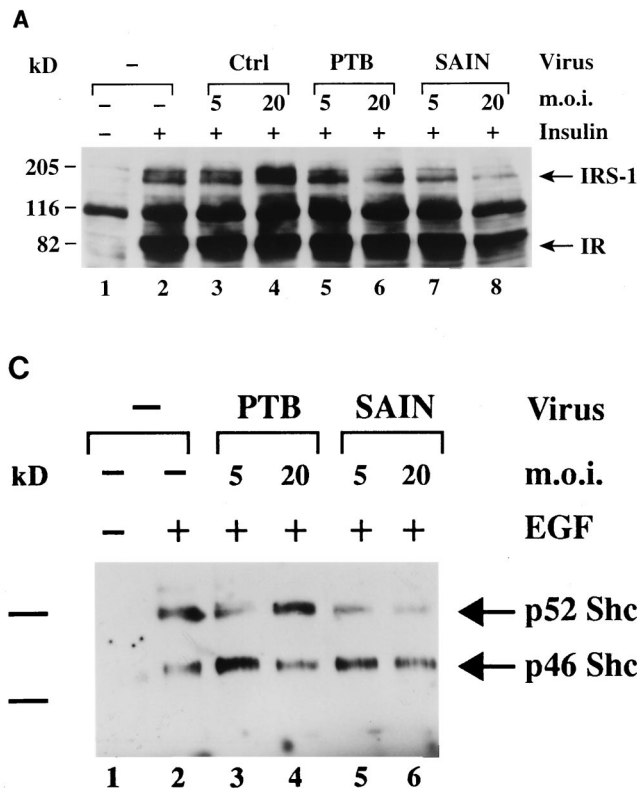 A
kD – Ctrl PTB SAIN Virus
– – 5 20 5 20 5 20 m.o.i.
– + + + + + + + Insulin
205 – ← IRS-1
116 –
82 – ← IR
1 2 3 4 5 6 7 8
C
– PTB SAIN Virus
kD – – 5 20 5 20 m.o.i.
– + + + + + EGF
← p52 Shc
← p46 Shc
1 2 3 4 5 6